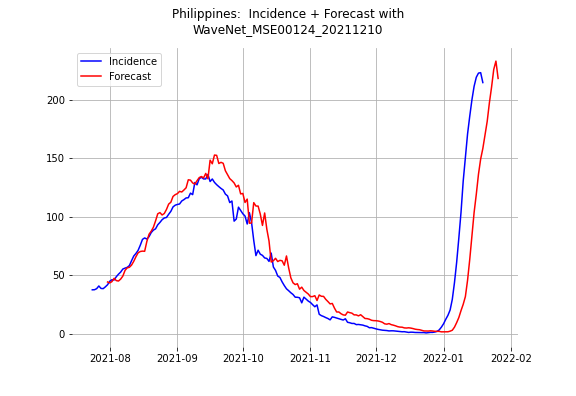 Philippines:  Incidence + Forecast with
WaveNet_MSE00124_20211210
Incidence
Forecast
200
150
100
50
0
2021-08 2021-09 2021-10 2021-11 2021-12 2022-01 2022-02